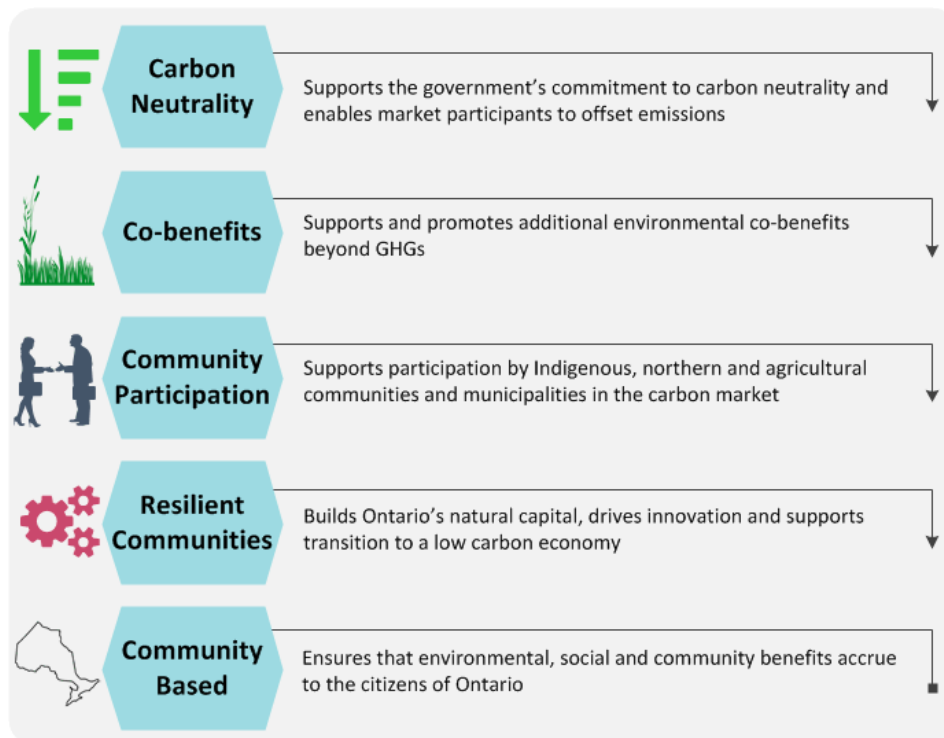 Carbon
Neutrality
Supports the government’s commitment to carbon neutrality and
enables market participants to offset emissions
Co-benefits
Supports and promotes additional environmental co-benefits
beyond GHGs
Community
Participation
Supports participation by Indigenous, northern and agricultural
communities and municipalities in the carbon market
Resilient
Communities
Builds Ontario’s natural capital, drives innovation and supports
transition to a low carbon economy
Community
Based
Ensures that environmental, social and community benefits accrue
to the citizens of Ontario